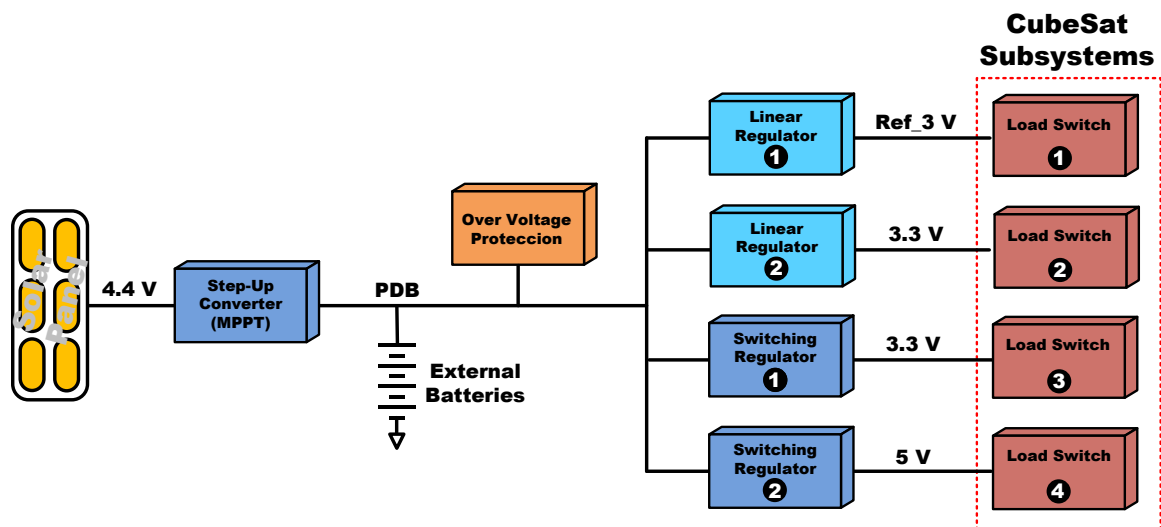 CubeSat
Subsystems
Solar
Panel
4.4 V
Step-Up
Converter
(MPPT)
PDB
External
Batteries
Over Voltage
Proteccion
Linear
Regulator
1
Ref_3 V
Load Switch
1
Linear
Regulator
2
3.3 V
Load Switch
2
Switching
Regulator
1
3.3 V
Load Switch
3
Switching
Regulator
2
5 V
Load Switch
4